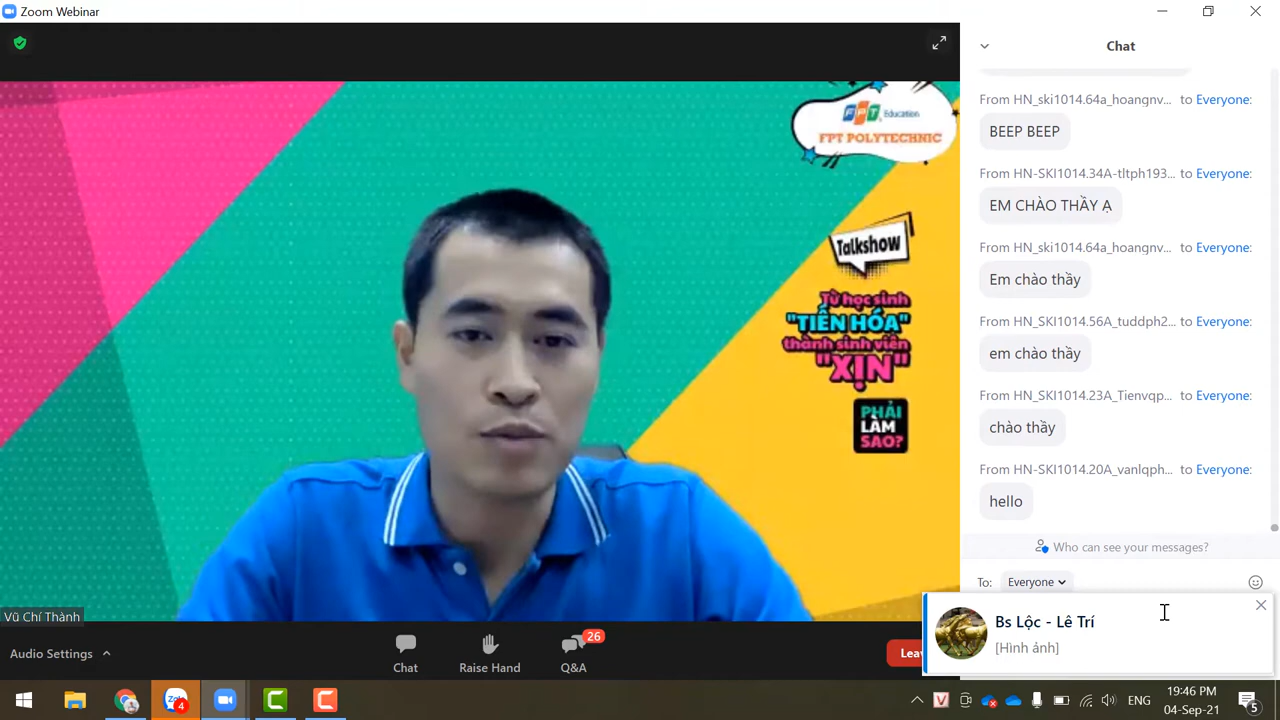 Zoom Webinar
Chat
From HN_ski1014.64a_hoangnv... to Everyone:
BEEP BEEP
From HN-SKI1014.34A-tltph193... to Everyone:
EM CHÀO THẦY Ạ
From HN_ski1014.64a_hoangnv... to Everyone:
Em chào thầy
From HN_SKI1014.56A_tuddph2... to Everyone:
em chào thầy
From HN_SKI1014.23A_Tienvqp... to Everyone:
chào thầy
From HN-SKI1014.20A_vanlqph... to Everyone:
hello
Who can see your messages?
To: Everyone
FPT Education
FPT POLYTECHNIC
Talkshow
Từ học sinh
"TIẾN HÓA"
thành sinh viên
"XỊN"
PHẢI
LÀM
SAO?
Vũ Chí Thành
Audio Settings
Chat
Raise Hand
26
Q&A
Bs Lộc - Lê Trí
[Hình ảnh]
4
V
ENG
19:46 PM
04-Sep-21
5